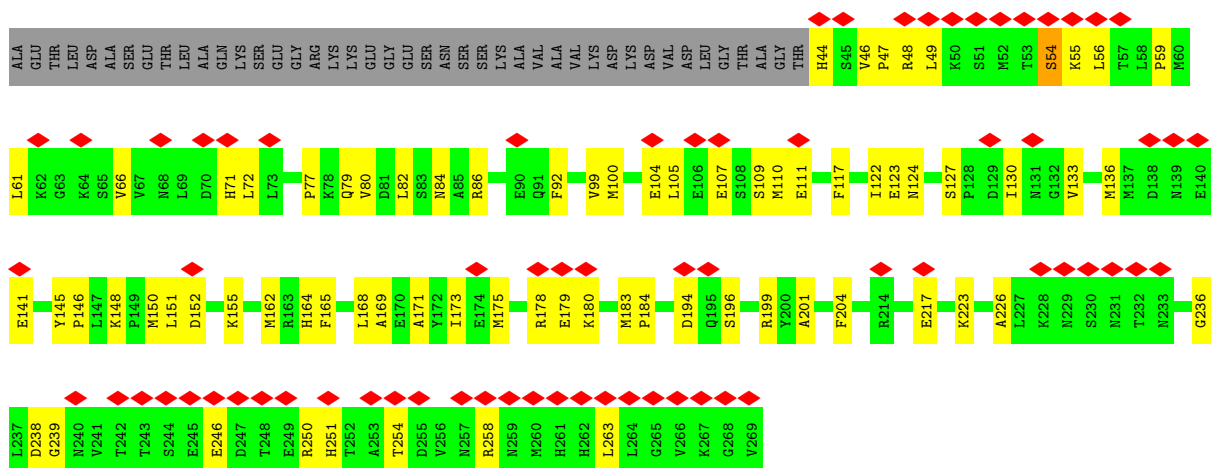 ALA GLU THR LEU ASP ALA SER GLU THR LEU ALA GLN LYS SER GLU GLY ARG LYS LYS GLU GLY GLU SER ASN SER SER LYS ALA VAL ALA VAL LYS ASP LYS ASP VAL ASP LEU GLY THR ALA GLY THR H44 S45 V46 P47 R48 L49 K50 S51 M52 T53 S54 K55 L56 T57 L58 P59 M60
L61 K62 G63 K64 S65 V66 V67 N68 L69 D70 H71 L72 L73 P77 K78 Q79 V80 D81 L82 S83 N84 A85 R86 E90 Q91 F92 V99 M100 E104 L105 E106 E107 S108 S109 M110 E111 F117 I122 E123 N124 S127 P128 D129 I130 N131 G132 V133 M136 M137 D138 N139 E140
E141 Y145 P146 L147 K148 P149 M150 L151 D152 K155 M162 R163 H164 F165 L168 A169 E170 A171 Y172 I173 E174 M175 R178 E179 K180 M183 P184 D194 Q195 S196 R199 Y200 A201 F204 R214 E217 K223 A226 L227 K228 N229 S230 N231 T232 N233 G236
L237 D238 G239 N240 V241 T242 T243 S244 E245 E246 D247 T248 E249 R250 H251 T252 A253 T254 D255 V256 N257 R258 N259 M260 H261 H262 L263 L264 G265 V266 K267 G268 V269